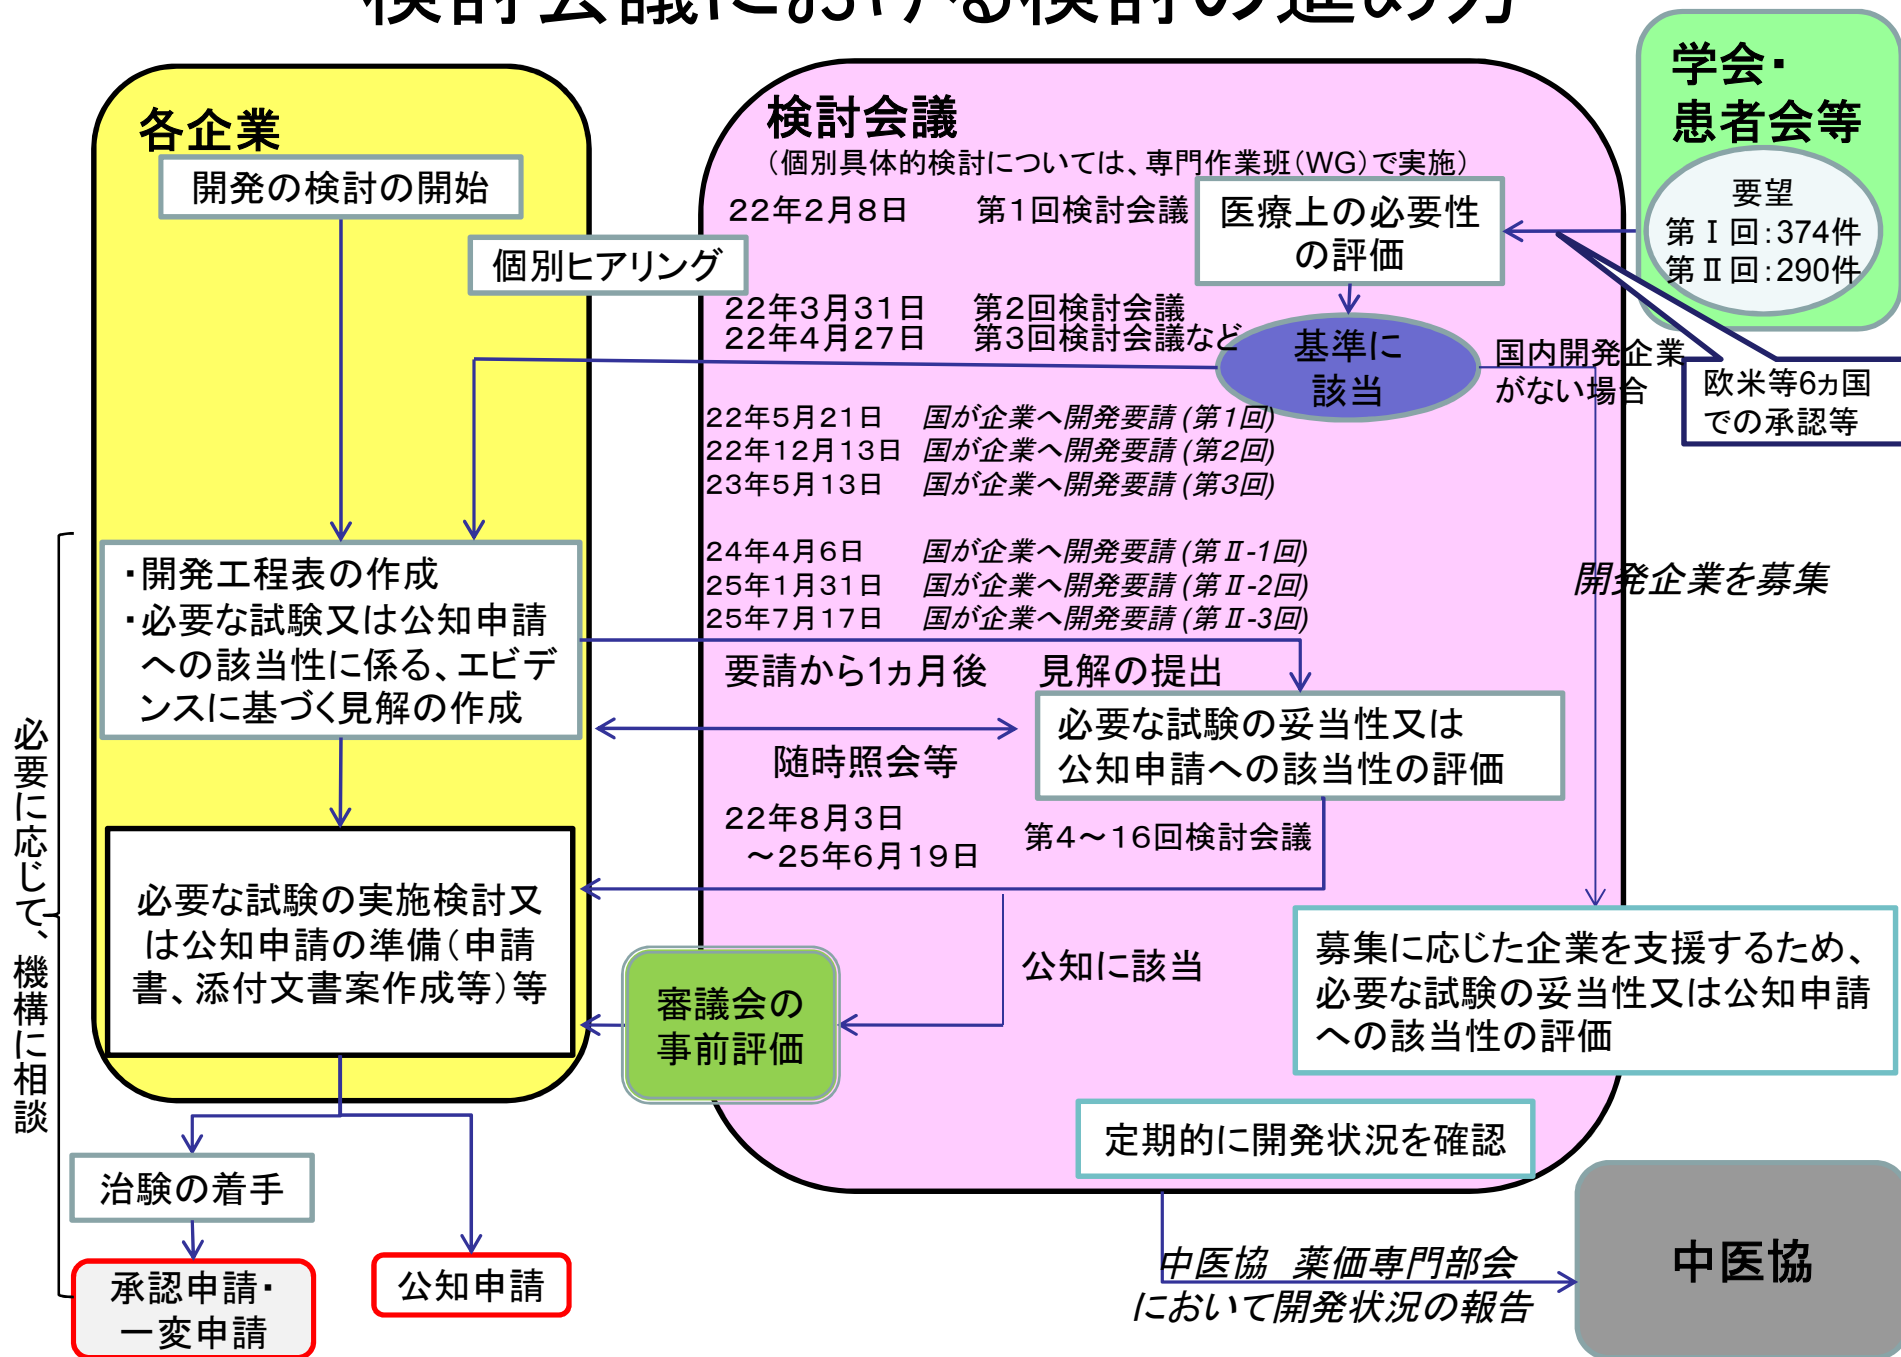 検討会議における検討の進め方
各企業
開発の検討の開始
個別ヒアリング
検討会議
（個別具体的検討については、専門作業班（WG）で実施）
22年2月8日　第1回検討会議
医療上の必要性
の評価
学会・
患者会等
要望
第Ⅰ回：374件
第Ⅱ回：290件
22年3月31日　第2回検討会議
22年4月27日　第3回検討会議など
基準に
該当
国内開発企業
がない場合
欧米等6ヵ国
での承認等
22年5月21日　国が企業へ開発要請（第1回）
22年12月13日　国が企業へ開発要請（第2回）
23年5月13日　国が企業へ開発要請（第3回）
24年4月6日　国が企業へ開発要請（第Ⅱ-1回）
25年1月31日　国が企業へ開発要請（第Ⅱ-2回）
25年7月17日　国が企業へ開発要請（第Ⅱ-3回）
開発企業を募集
・開発工程表の作成
・必要な試験又は公知申請
への該当性に係る、エビデ
ンスに基づく見解の作成
要請から1ヵ月後　見解の提出
必要な試験の妥当性又は
公知申請への該当性の評価
随時照会等
22年8月3日
～25年6月19日
第4～16回検討会議
必要に応じて、機構に相談
必要な試験の実施検討又
は公知申請の準備（申請
書、添付文書案作成等）等
審議会の
事前評価
公知に該当
募集に応じた企業を支援するため、
必要な試験の妥当性又は公知申請
への該当性の評価
定期的に開発状況を確認
治験の着手
承認申請・
一変申請
公知申請
中医協　薬価専門部会
において開発状況の報告
中医協